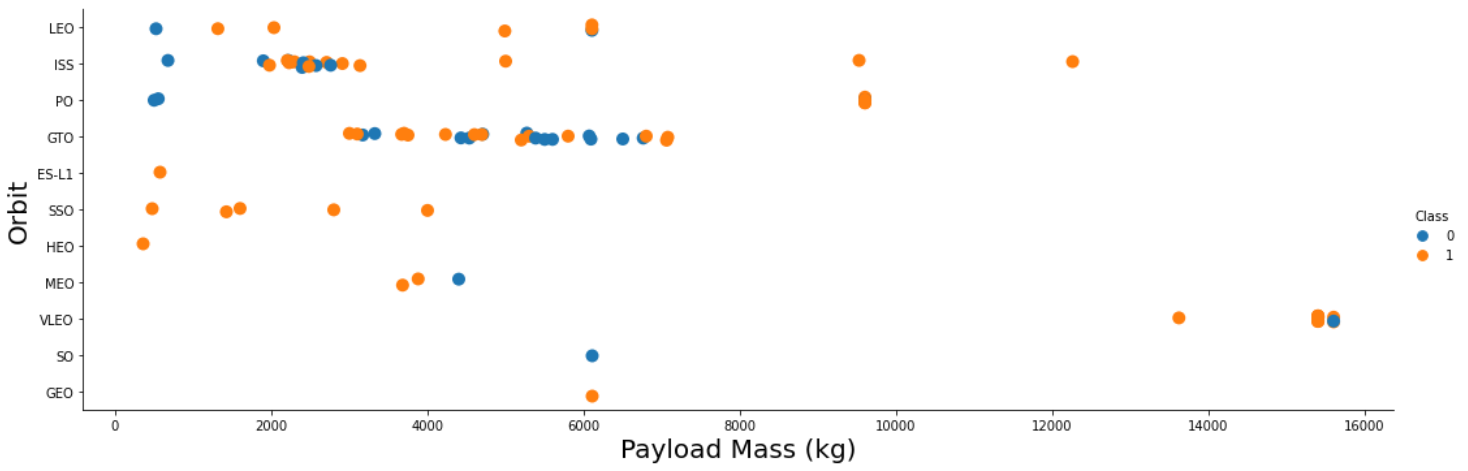 LEO
ISS
PO
GTO
ES-L1
SSO
HEO
MEO
VLEO
SO
GEO
Orbit
0 2000 4000 6000 8000 10000 12000 14000 16000
Payload Mass (kg)
Class
0
1